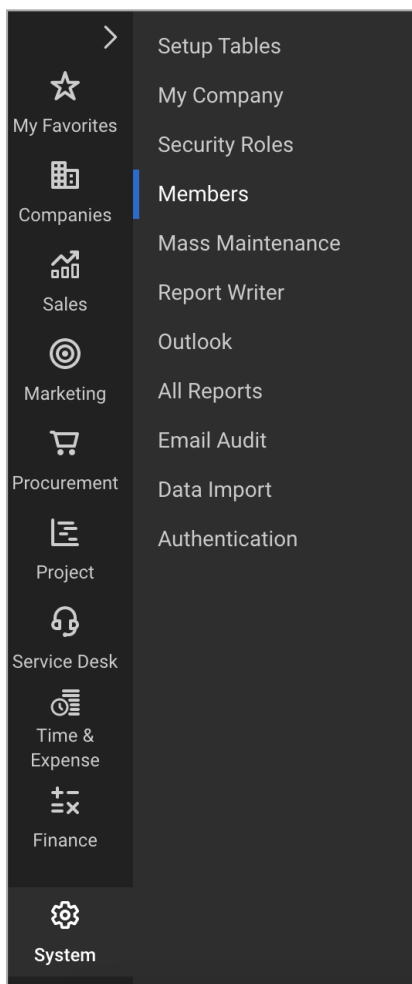 My Favorites
Companies
Sales
Marketing
Procurement
Project
Service Desk
Time &
Expense
Finance
System
Setup Tables
My Company
Security Roles
Members
Mass Maintenance
Report Writer
Outlook
All Reports
Email Audit
Data Import
Authentication